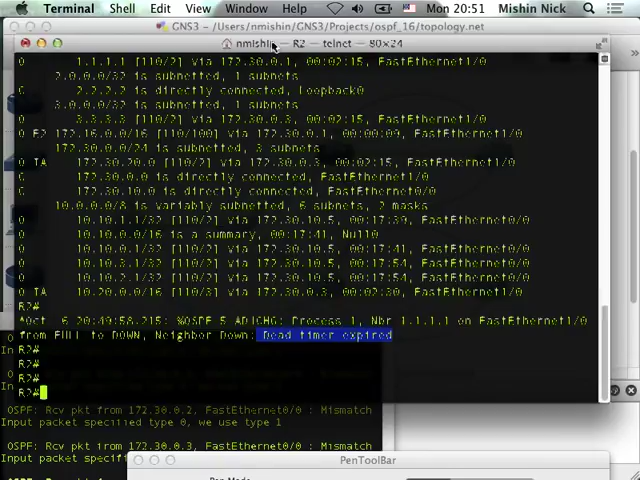 Terminal Shell Edit View Window Help Mon 20:51 Mishin Nick
GNS3 — /Users/nmishin/GNS3/Projects/ospf_16/topology.net
nmishin — R2 — telnet — 80×24
O 1.1.1.1 [110/2] via 172.30.0.1, 00:02:15, FastEthernet1/0
2.0.0.0/32 is subnetted, 1 subnets
C 2.2.2.2 is directly connected, Loopback0
3.0.0.0/32 is subnetted, 1 subnets
O 3.3.3.3 [110/2] via 172.30.0.3, 00:02:15, FastEthernet1/0
O E2 172.16.0.0/16 [110/100] via 172.30.0.1, 00:00:09, FastEthernet1/0
172.30.0.0/24 is subnetted, 3 subnets
O IA 172.30.20.0 [110/2] via 172.30.0.3, 00:02:15, FastEthernet1/0
C 172.30.0.0 is directly connected, FastEthernet1/0
C 172.30.10.0 is directly connected, FastEthernet0/0
10.0.0.0/8 is variably subnetted, 6 subnets, 2 masks
O 10.10.1.1/32 [110/2] via 172.30.10.5, 00:17:39, FastEthernet0/0
O 10.10.0.0/16 is a summary, 00:17:41, Null0
O 10.10.1.1/32 [110/2] via 172.30.10.5, 00:17:41, FastEthernet0/0
O 10.10.3.1/32 [110/2] via 172.30.10.5, 00:17:54, FastEthernet0/0
O 10.10.2.1/32 [110/2] via 172.30.10.5, 00:17:54, FastEthernet0/0
O IA 10.20.0.0/16 [110/3] via 172.30.0.3, 00:02:30, FastEthernet1/0
R2#
*Oct 6 20:49:58.215: %OSPF-5-ADJCHG: Process 1, Nbr 1.1.1.1 on FastEthernet1/0
from FULL to DOWN, Neighbor Down: Dead timer expired
R2#
R2#
R2#
R2#
OSPF: Rcv pkt from 172.30.0.2, FastEthernet0/0 : Mismatch
Input packet specified type 0, we use type 1
OSPF: Rcv pkt from 172.30.0.3, FastEthernet0/0 : Mismatch
Input packet specifi
PenToolBar
Pen Mode